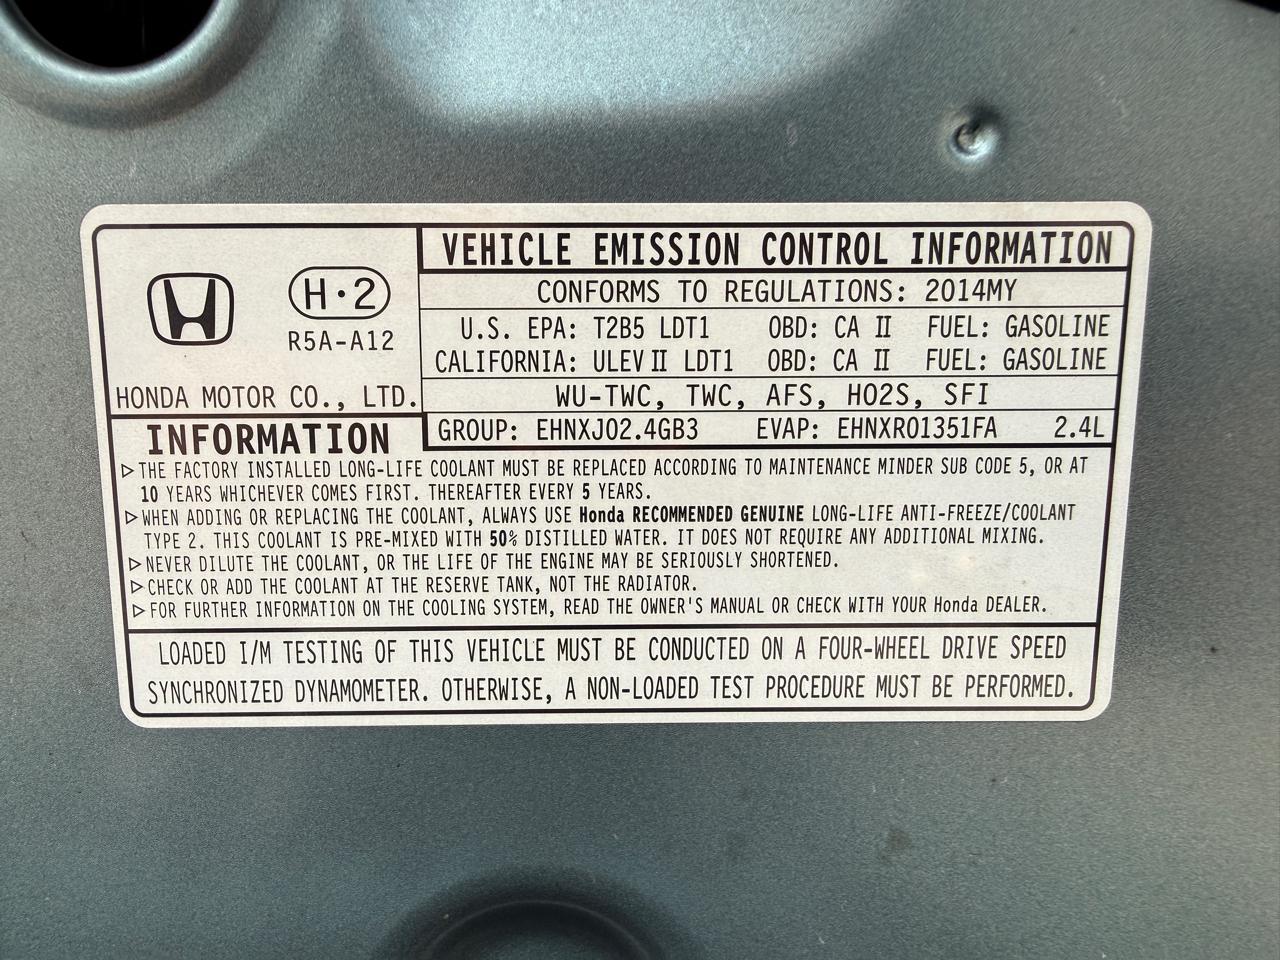 H·2
R5A-A12
HONDA MOTOR CO., LTD.
VEHICLE EMISSION CONTROL INFORMATION
CONFORMS TO REGULATIONS: 2014MY
U.S. EPA: T2B5 LDT1 OBD: CA II FUEL: GASOLINE
CALIFORNIA: ULEV II LDT1 OBD: CA II FUEL: GASOLINE
WU-TWC, TWC, AFS, HO2S, SFI
GROUP: EHNXJ02.4GB3 EVAP: EHNXR01351FA 2.4L
INFORMATION
▷THE FACTORY INSTALLED LONG-LIFE COOLANT MUST BE REPLACED ACCORDING TO MAINTENANCE MINDER SUB CODE 5, OR AT
10 YEARS WHICHEVER COMES FIRST. THEREAFTER EVERY 5 YEARS.
▷WHEN ADDING OR REPLACING THE COOLANT, ALWAYS USE Honda RECOMMENDED GENUINE LONG-LIFE ANTI-FREEZE/COOLANT
TYPE 2. THIS COOLANT IS PRE-MIXED WITH 50% DISTILLED WATER. IT DOES NOT REQUIRE ANY ADDITIONAL MIXING.
▷NEVER DILUTE THE COOLANT, OR THE LIFE OF THE ENGINE MAY BE SERIOUSLY SHORTENED.
▷CHECK OR ADD THE COOLANT AT THE RESERVE TANK, NOT THE RADIATOR.
▷FOR FURTHER INFORMATION ON THE COOLING SYSTEM, READ THE OWNER'S MANUAL OR CHECK WITH YOUR Honda DEALER.
LOADED I/M TESTING OF THIS VEHICLE MUST BE CONDUCTED ON A FOUR-WHEEL DRIVE SPEED
SYNCHRONIZED DYNAMOMETER. OTHERWISE, A NON-LOADED TEST PROCEDURE MUST BE PERFORMED.